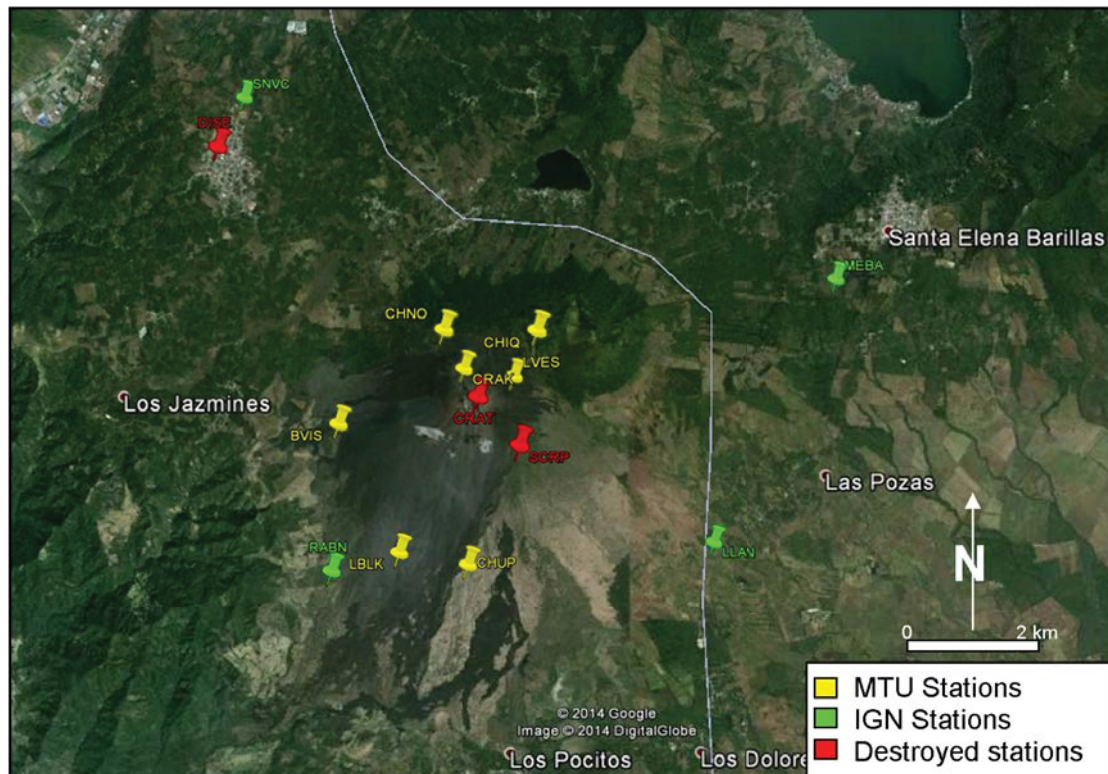 SNVC
DISE
Santa Elena Barillas
MEBA
CHNO
CHIQ
LVES
CRAK
CRAT
Los Jazmines
BVIS
SCRP
Las Pozas
RABN
LBLK
CHUP
LLAN
N
0 2 km
MTU Stations
IGN Stations
Destroyed stations
© 2014 Google
Image © 2014 DigitalGlobe
Los Pocitos
Los Dolore